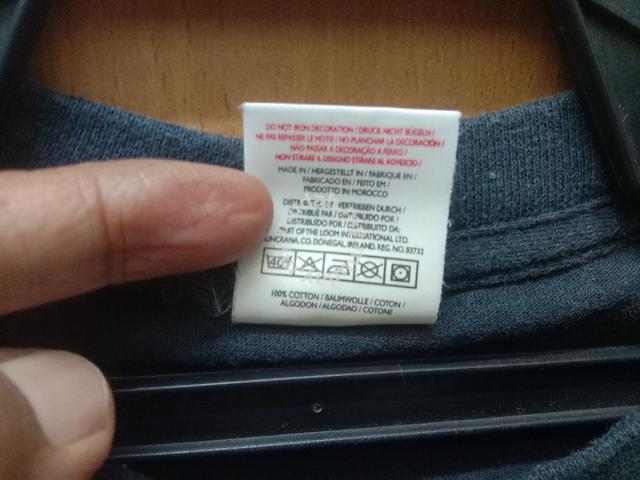 DO NOT IRON DECORATION / DRUCK NICHT BÜGELN /
NE PAS REPASSER LE MOTIF / NO PLANCHAR LA DECORACIÓN /
NÃO PASSAR A DECORAÇÃO A FERRO /
NON STIRARE IL DISEGNO STIRARE AL ROVESCIO /
MADE IN / HERGESTELLT IN / FABRIQUE EN /
FABRICADO EN / FEITO EM /
PRODOTTO IN: MOROCCO
VERTRIEBEN DURCH /
PAR / DISTRIBUIDO POR /
POR / DISTRIBUITO DA:
OF THE LOOM INTERNATIONAL LTD.
CO. DONEGAL, IRELAND. REG. NO. 83732
40°
100% COTTON / BAUMWOLLE / COTON /
ALGODON / ALGODAO / COTONE